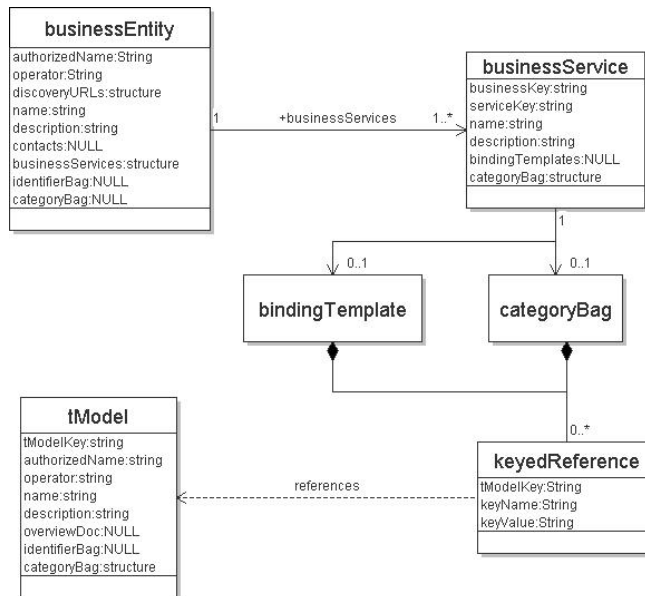 businessEntity
authorizedName:String
operator:String
discoveryURLs:structure
name:string
description:string
contacts:NULL
businessServices:structure
identifierBag:NULL
categoryBag:NULL
1
+businessServices
1..*
businessService
businessKey:string
serviceKey:string
name:string
description:string
bindingTemplates:NULL
categoryBag:structure
1
0..1
0..1
bindingTemplate
categoryBag
0..*
tModel
tModelKey:string
authorizedName:string
operator:string
name:string
description:string
overviewDoc:NULL
identifierBag:NULL
categoryBag:structure
references
keyedReference
tModelKey:String
keyName:String
keyValue:String